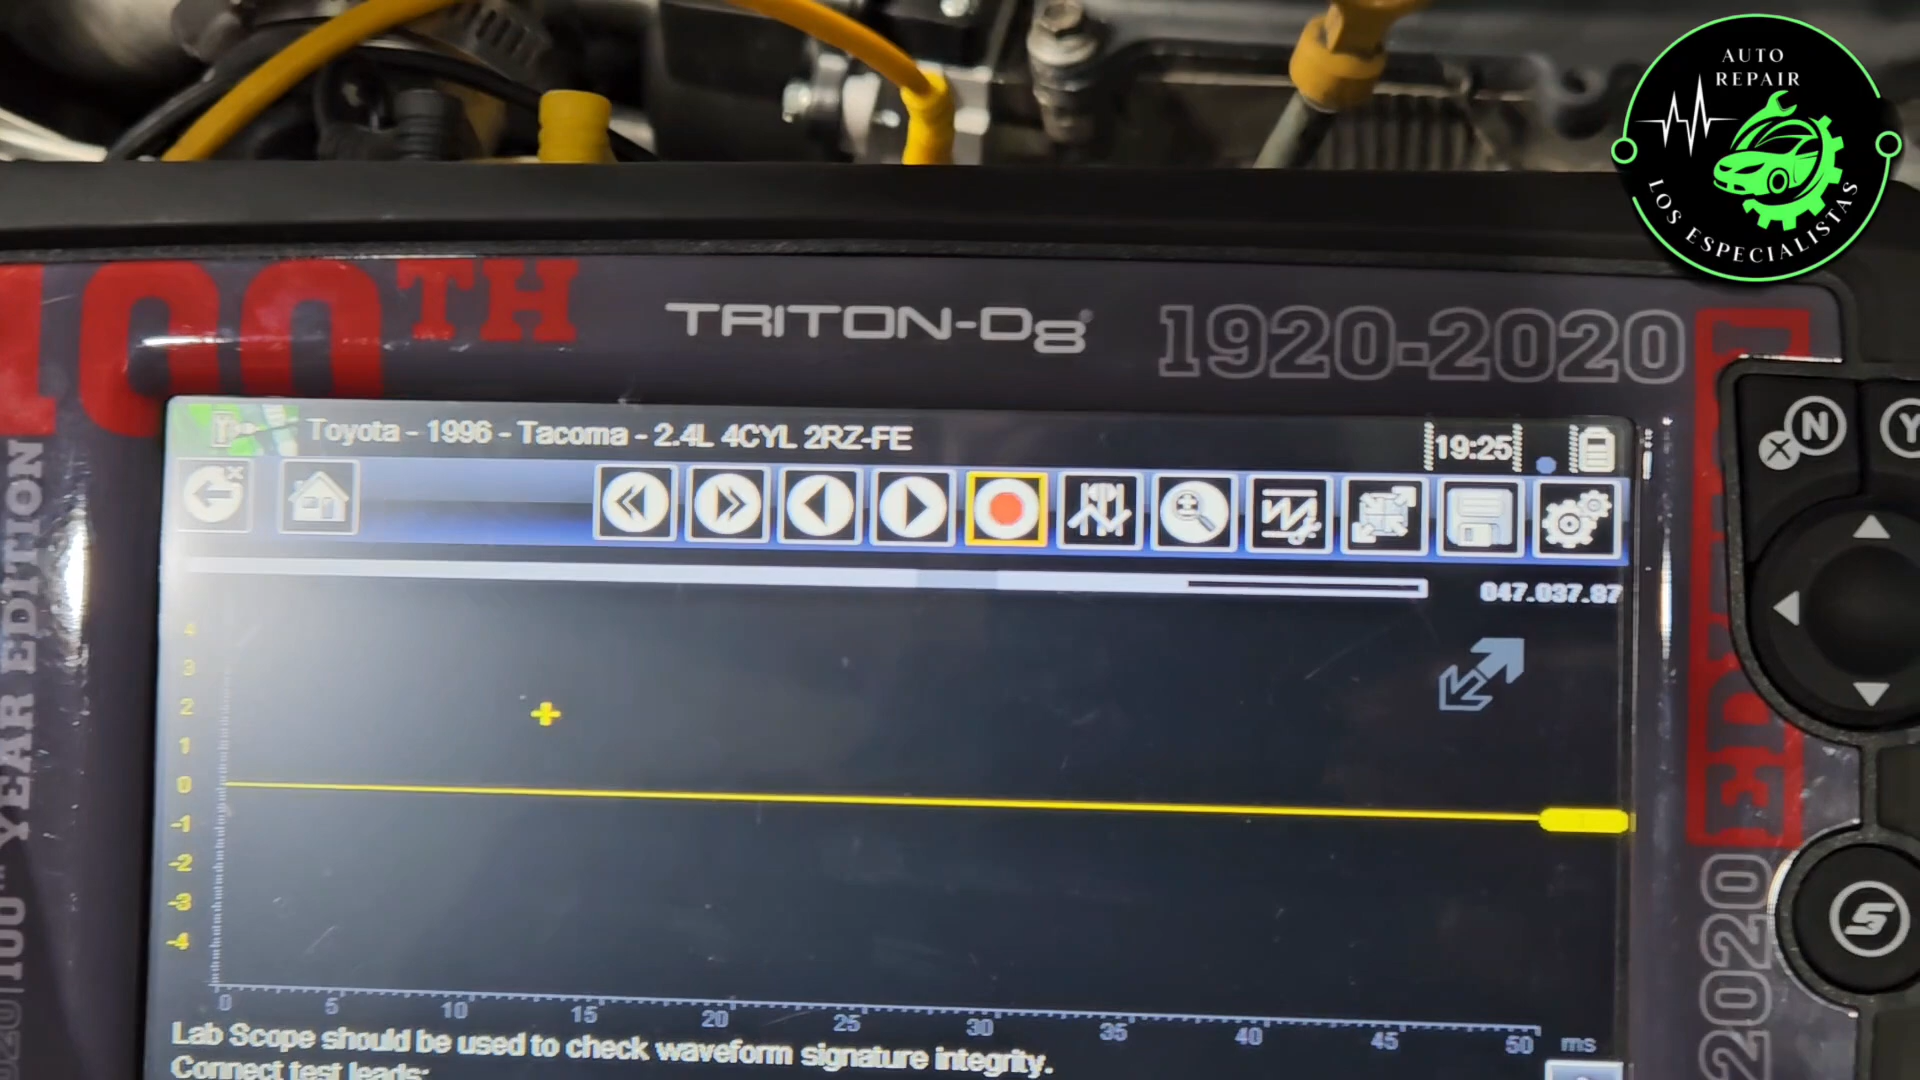 AUTO
REPAIR
LOS ESPECIALISTAS
100TH
TRITON-D8®
1920-2020
YEAR EDITION
Toyota - 1996 - Tacoma - 2.4L 4CYL 2RZ-FE
19:25
N
X
Y
047.037.87
4
3
2
1
0
-1
-2
-3
-4
0 5 10 15 20 25 30 35 40 45 50 ms
Lab Scope should be used to check waveform signature integrity.
Connect test leads:
2020
S